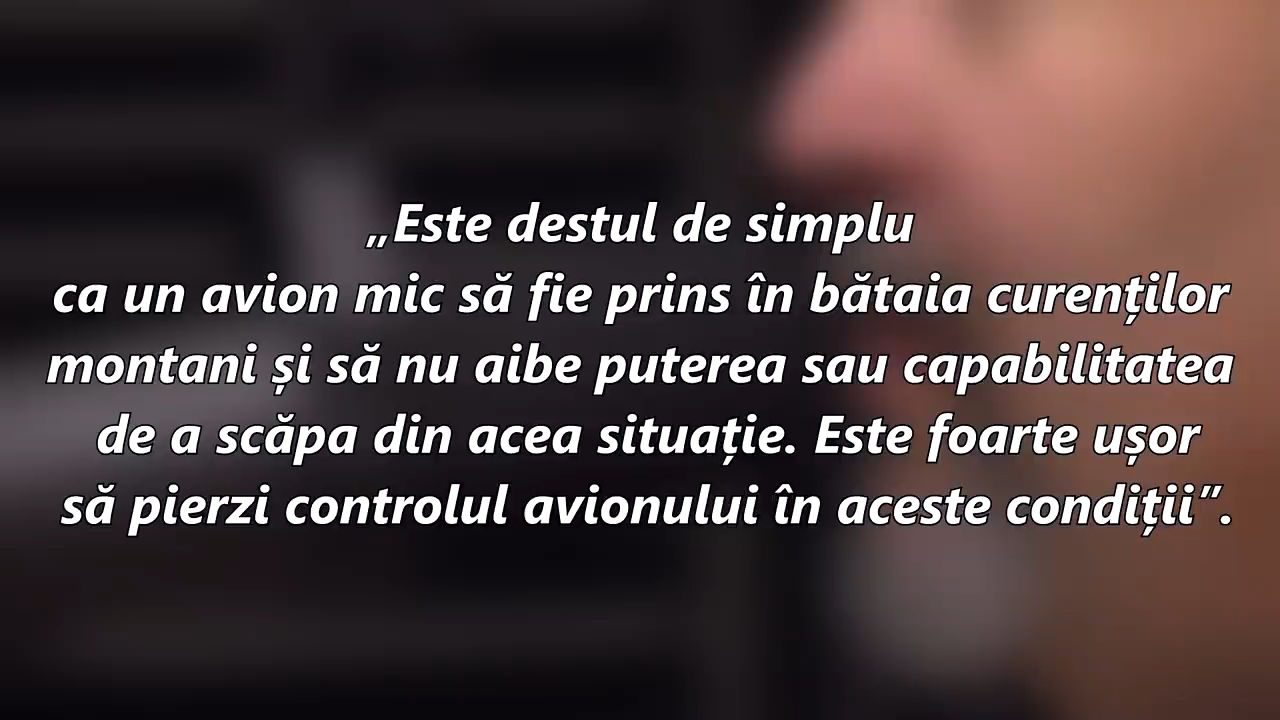 „Este destul de simplu
ca un avion mic să fie prins în bătaia curenților
montani și să nu aibe puterea sau capabilitatea
de a scăpa din acea situație. Este foarte ușor
să pierzi controlul avionului în aceste condiții”.